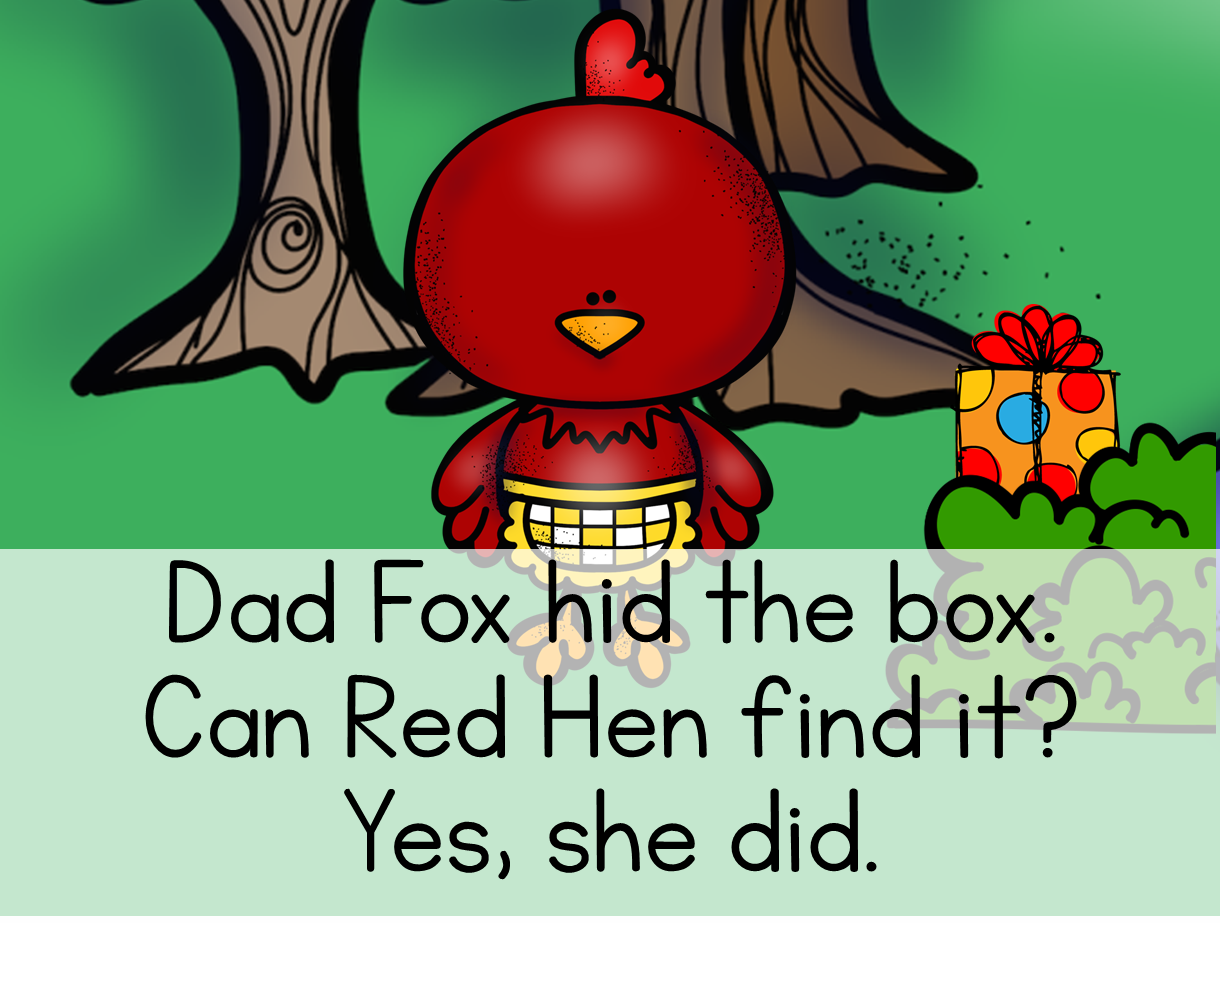 Dad Fox hid the box.
Can Red Hen find it?
Yes, she did.